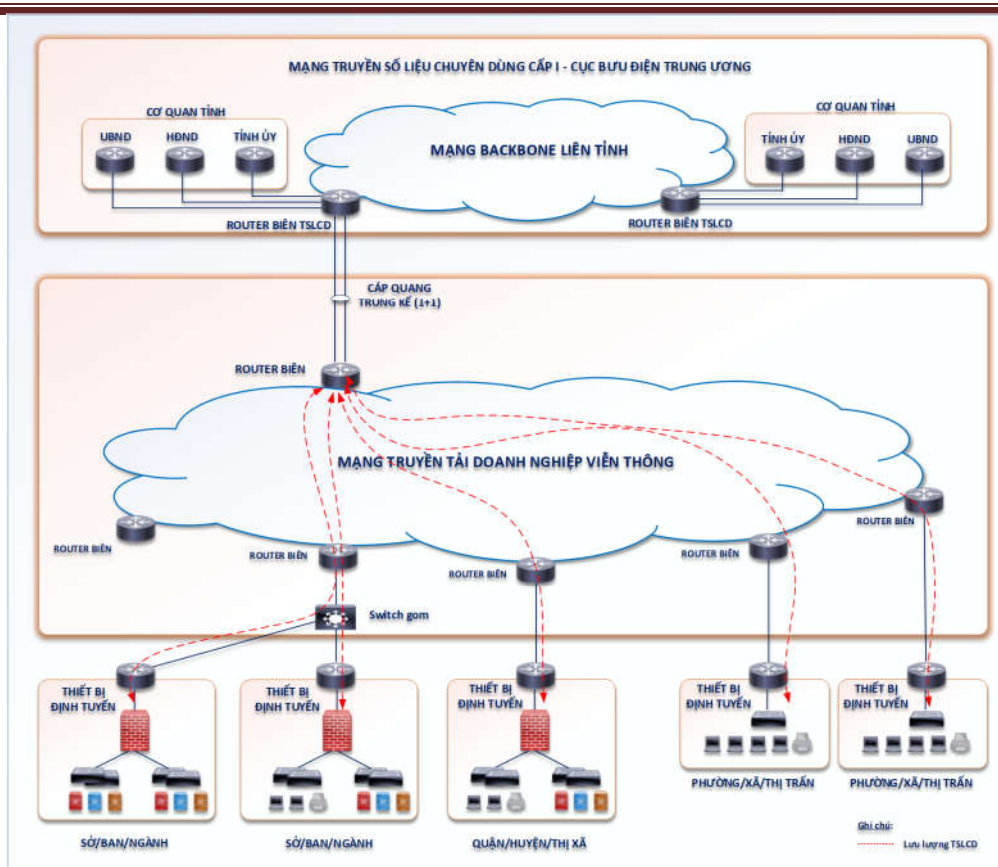 MẠNG TRUYỀN SỐ LIỆU CHUYÊN DÙNG CẤP I - CỤC BƯU ĐIỆN TRUNG ƯƠNG
CƠ QUAN TỈNH
UBND HĐND TỈNH ỦY
MẠNG BACKBONE LIÊN TỈNH
CƠ QUAN TỈNH
TỈNH ỦY HĐND UBND
ROUTER BIÊN TSLCD
ROUTER BIÊN TSLCD
CÁP QUANG
TRUNG KẾ (1+1)
ROUTER BIÊN
MẠNG TRUYỀN TẢI DOANH NGHIỆP VIỄN THÔNG
ROUTER BIÊN
ROUTER BIÊN
ROUTER BIÊN
ROUTER BIÊN
ROUTER BIÊN
Switch gom
THIẾT BỊ
ĐỊNH TUYẾN
THIẾT BỊ
ĐỊNH TUYẾN
THIẾT BỊ
ĐỊNH TUYẾN
THIẾT BỊ
ĐỊNH TUYẾN
THIẾT BỊ
ĐỊNH TUYẾN
SỞ/BAN/NGÀNH
SỞ/BAN/NGÀNH
QUẬN/HUYỆN/THỊ XÃ
PHƯỜNG/XÃ/THỊ TRẤN
PHƯỜNG/XÃ/THỊ TRẤN
Ghi chú:
Lưu lượng TSLCD